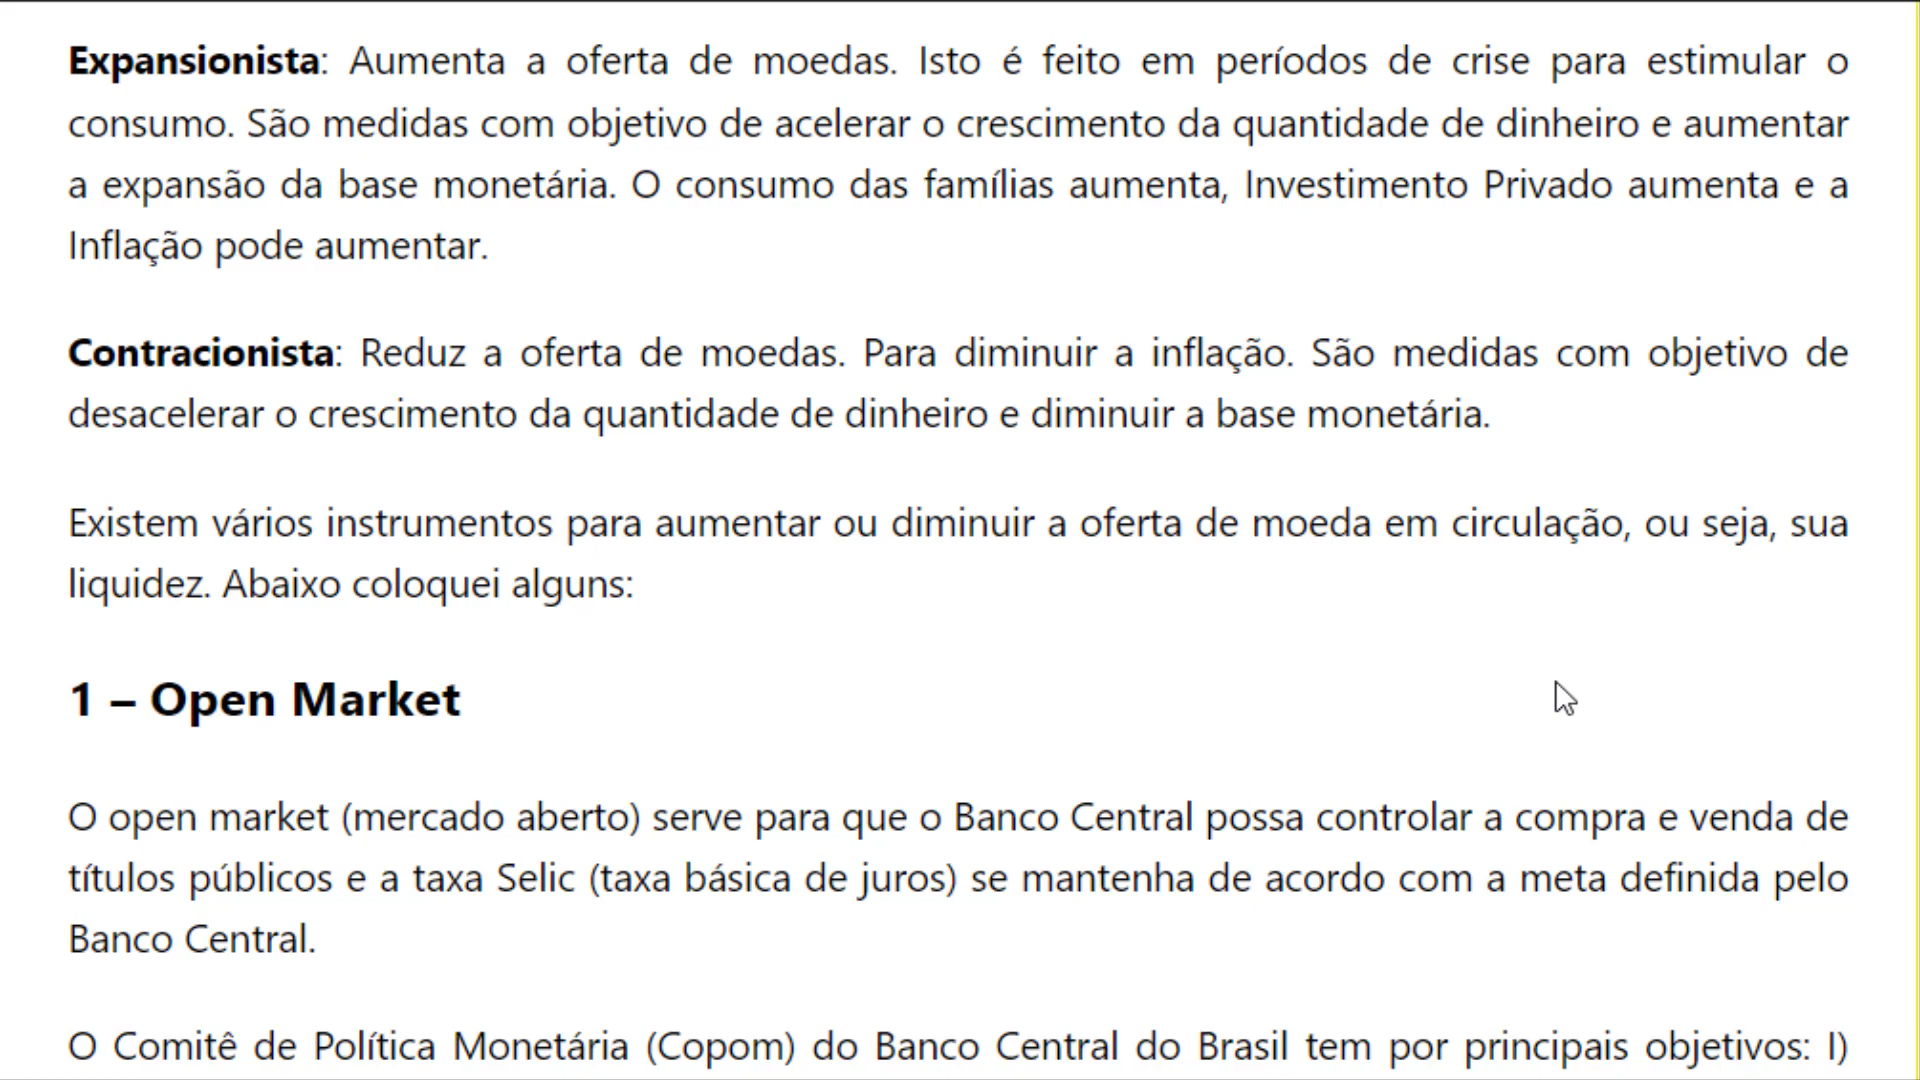 Expansionista: Aumenta a oferta de moedas. Isto é feito em períodos de crise para estimular o
consumo. São medidas com objetivo de acelerar o crescimento da quantidade de dinheiro e aumentar
a expansão da base monetária. O consumo das famílias aumenta, Investimento Privado aumenta e a
Inflação pode aumentar.
Contracionista: Reduz a oferta de moedas. Para diminuir a inflação. São medidas com objetivo de
desacelerar o crescimento da quantidade de dinheiro e diminuir a base monetária.
Existem vários instrumentos para aumentar ou diminuir a oferta de moeda em circulação, ou seja, sua
liquidez. Abaixo coloquei alguns:
1 – Open Market
O open market (mercado aberto) serve para que o Banco Central possa controlar a compra e venda de
títulos públicos e a taxa Selic (taxa básica de juros) se mantenha de acordo com a meta definida pelo
Banco Central.
O Comitê de Política Monetária (Copom) do Banco Central do Brasil tem por principais objetivos: I)